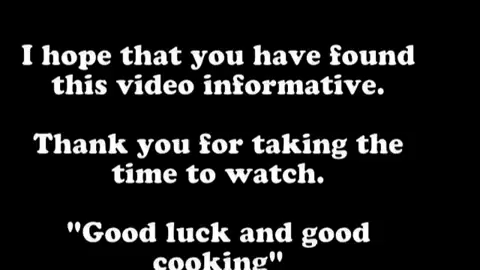 I hope that you have found
this video informative.
Thank you for taking the
time to watch.
"Good luck and good
cooking"